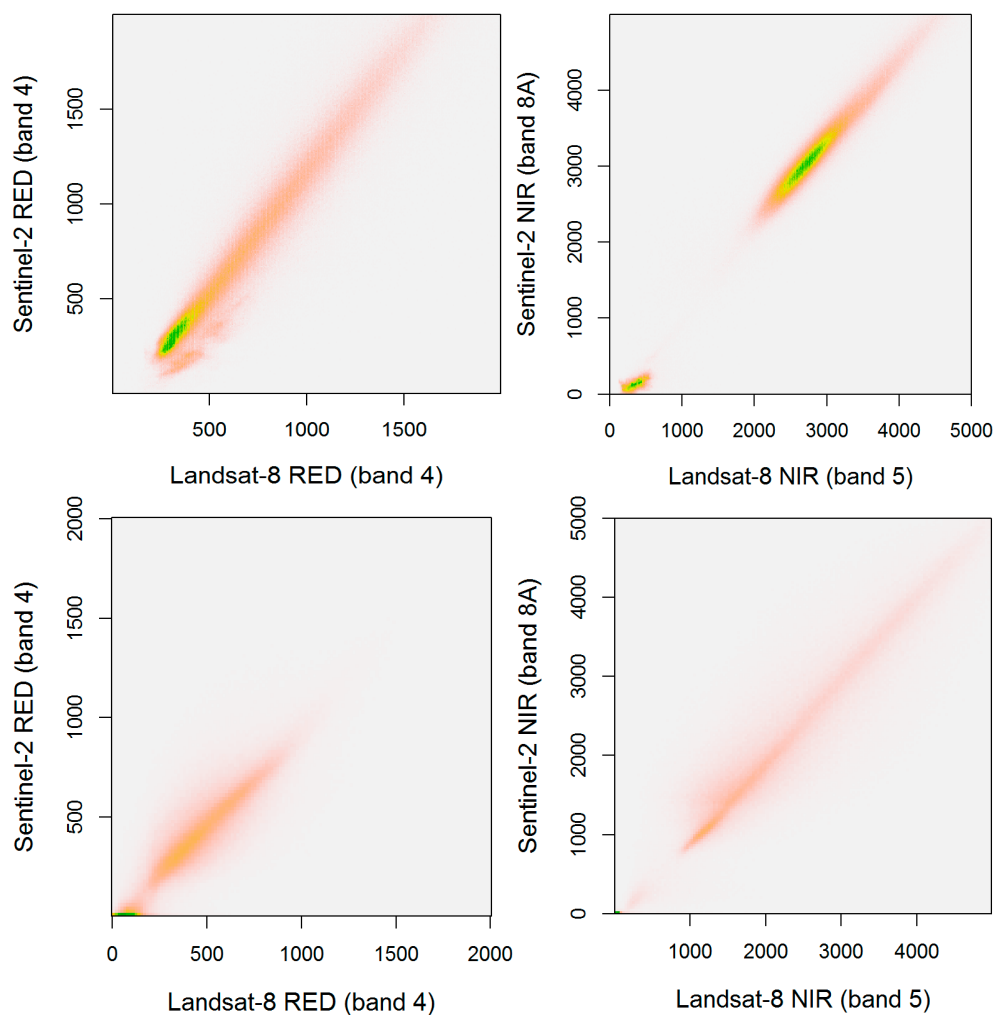 Sentinel-2 RED (band 4)
500 1000 1500
500 1000 1500
Landsat-8 RED (band 4)
Sentinel-2 NIR (band 8A)
0 1000 2000 3000 4000
0 1000 2000 3000 4000 5000
Landsat-8 NIR (band 5)
Sentinel-2 RED (band 4)
500 1000 1500 2000
0 500 1000 1500 2000
Landsat-8 RED (band 4)
Sentinel-2 NIR (band 8A)
0 1000 2000 3000 4000 5000
1000 2000 3000 4000
Landsat-8 NIR (band 5)